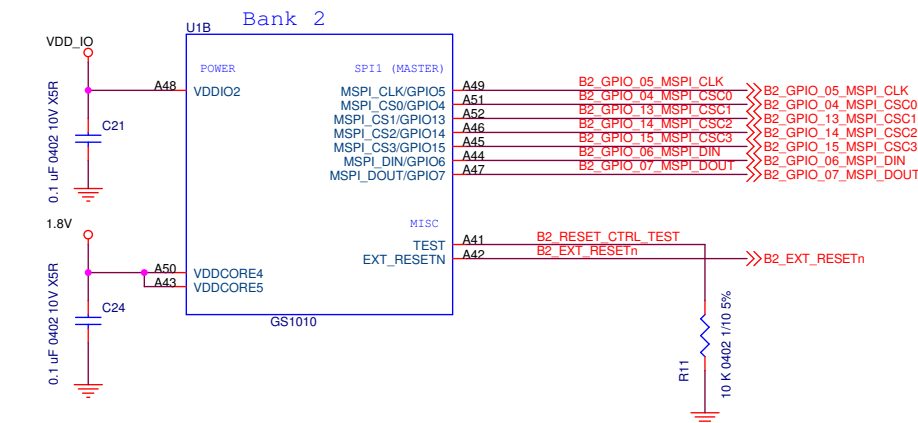 Bank 2
U1B
VDD_IO
POWER
SPI1 (MASTER)
A48
VDDIO2
MSPI_CLK/GPIO5
A49
B2_GPIO_05_MSPI_CLK
B2_GPIO_05_MSPI_CLK
MSPI_CS0/GPIO4
A51
B2_GPIO_04_MSPI_CSC0
B2_GPIO_04_MSPI_CSC0
MSPI_CS1/GPIO13
A52
B2_GPIO_13_MSPI_CSC1
B2_GPIO_13_MSPI_CSC1
MSPI_CS2/GPIO14
A46
B2_GPIO_14_MSPI_CSC2
B2_GPIO_14_MSPI_CSC2
MSPI_CS3/GPIO15
A45
B2_GPIO_15_MSPI_CSC3
B2_GPIO_15_MSPI_CSC3
MSPI_DIN/GPIO6
A44
B2_GPIO_06_MSPI_DIN
B2_GPIO_06_MSPI_DIN
MSPI_DOUT/GPIO7
A47
B2_GPIO_07_MSPI_DOUT
B2_GPIO_07_MSPI_DOUT
C21
0.1 uF 0402 10V X5R
1.8V
MISC
TEST
A41
B2_RESET_CTRL_TEST
EXT_RESETN
A42
B2_EXT_RESETn
B2_EXT_RESETn
A50
VDDCORE4
A43
VDDCORE5
C24
0.1 uF 0402 10V X5R
GS1010
R11
10 K 0402 1/10 5%